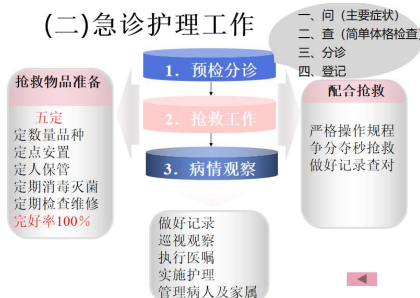 (二)急诊护理工作
一、问（主要症状）
二、查（简单体格检查）
三、分诊
四、登记
1. 预检分诊
2. 抢救工作
3. 病情观察
抢救物品准备
五定
定数量品种
定点安置
定人保管
定期消毒灭菌
定期检查维修
完好率100%
配合抢救
严格操作规程
争分夺秒抢救
做好记录查对
做好记录
巡视观察
执行医嘱
实施护理
管理病人及家属